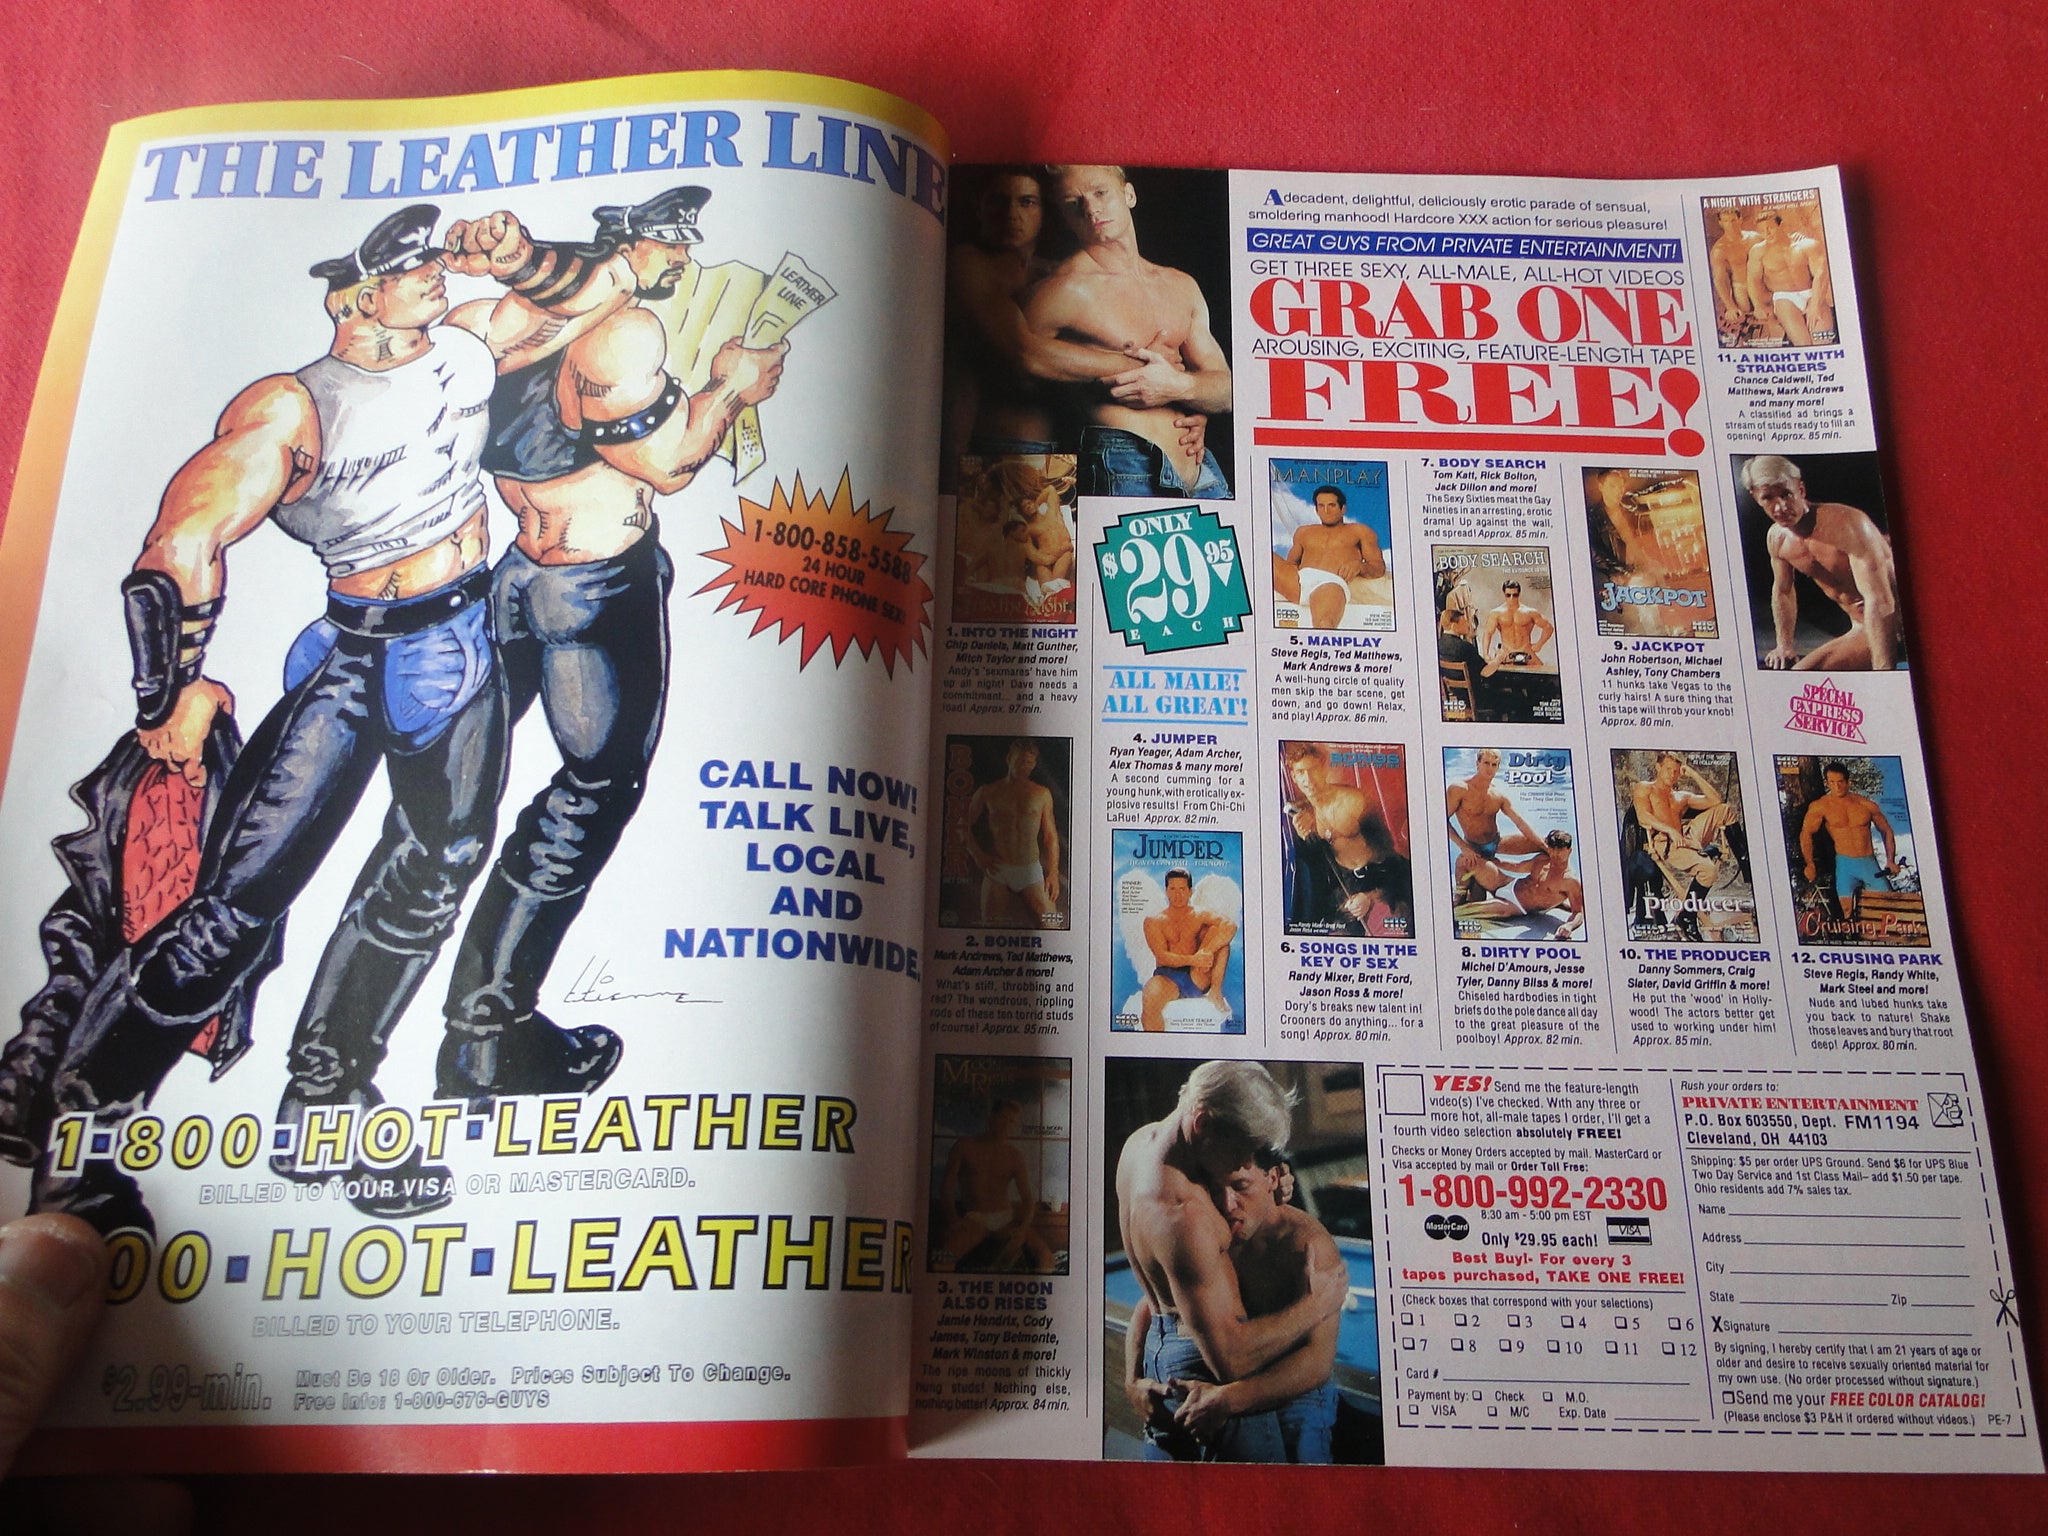 THE LEATHER LINE
LEATHER
LINE
1-800-858-5588
24 HOUR
HARD CORE PHONE SEX!
CALL NOW!
TALK LIVE,
LOCAL
AND
NATIONWIDE.
Etienne
1-800-HOT-LEATHER
BILLED TO YOUR VISA OR MASTERCARD.
00-HOT-LEATHER
BILLED TO YOUR TELEPHONE.
$2.99-min.
Must Be 18 Or Older. Prices Subject To Change.
Free Info: 1-800-676-GUYS
A decadent, delightful, deliciously erotic parade of sensual,
smoldering manhood! Hardcore XXX action for serious pleasure!
GREAT GUYS FROM PRIVATE ENTERTAINMENT!
GET THREE SEXY, ALL-MALE, ALL-HOT VIDEOS
GRAB ONE
AROUSING, EXCITING, FEATURE-LENGTH TAPE
FREE!
ONLY
$29.95
EACH
ALL MALE!
ALL GREAT!
1. INTO THE NIGHT
Chip Daniels, Matt Gunther,
Mitch Taylor and more!
Andy's 'sexmares' have him
up all night! Dave needs a
commitment... and a heavy
load! Approx. 97 min.
BONER
2. BONER
Mark Andrews, Ted Matthews,
Adam Archer & more!
What's stiff, throbbing and
red? The wondrous, rippling
rods of these ten torrid studs
of course! Approx. 95 min.
3. THE MOON
ALSO RISES
Jamie Hendrix, Cody
James, Tony Belmonte,
Mark Winston & more!
The ripe moons of thickly
hung studs! Nothing else,
nothing better! Approx. 84 min.
4. JUMPER
Ryan Yeager, Adam Archer,
Alex Thomas & many more!
A second cumming for a
young hunk, with erotically ex-
plosive results! From Chi-Chi
LaRue! Approx. 82 min.
JUMPER
MANPLAY
5. MANPLAY
Steve Regis, Ted Matthews,
Mark Andrews & more!
A well-hung circle of quality
men skip the bar scene, get
down, and go down! Relax,
and play! Approx. 86 min.
SONGS
6. SONGS IN THE
KEY OF SEX
Randy Mixer, Brett Ford,
Jason Ross & more!
Dory's breaks new talent in!
Crooners do anything... for a
song! Approx. 80 min.
7. BODY SEARCH
Tom Katt, Rick Bolton,
Jack Dillon and more!
The Sexy Sixties meat the Gay
Nineties in an arresting, erotic
drama! Up against the wall,
and spread! Approx. 85 min.
BODY SEARCH
Dirty
Pool
8. DIRTY POOL
Michel D'Amours, Jesse
Tyler, Danny Bliss & more!
Chiseled hardbodies in tight
briefs do the pole dance all day
to the great pleasure of the
poolboy! Approx. 82 min.
JACKPOT
9. JACKPOT
John Robertson, Michael
Ashley, Tony Chambers
11 hunks take Vegas to the
curly hairs! A sure thing that
this tape will throb your knob!
Approx. 80 min.
Producer
10. THE PRODUCER
Danny Sommers, Craig
Slater, David Griffin & more!
He put the 'wood' in Holly-
wood! The actors better get
used to working under him!
Approx. 85 min.
A NIGHT WITH STRANGERS
11. A NIGHT WITH
STRANGERS
Chance Caldwell, Ted
Matthews, Mark Andrews
and many more!
A classified ad brings a
stream of studs ready to fill an
opening! Approx. 85 min.
SPECIAL
EXPRESS
SERVICE
Cruising Park
12. CRUSING PARK
Steve Regis, Randy White,
Mark Steel and more!
Nude and lubed hunks take
you back to nature! Shake
those leaves and bury that root
deep! Approx. 80 min.
YES! Send me the feature-length
video(s) I've checked. With any three or
more hot, all-male tapes I order, I'll get a
fourth video selection absolutely FREE!
Checks or Money Orders accepted by mail. MasterCard or
Visa accepted by mail or Order Toll Free:
1-800-992-2330
8:30 am - 5:00 pm EST
MasterCard
VISA
Only $29.95 each!
Best Buy!- For every 3
tapes purchased, TAKE ONE FREE!
(Check boxes that correspond with your selections)
❑ 1 ❑ 2 ❑ 3 ❑ 4 ❑ 5 ❑ 6
❑ 7 ❑ 8 ❑ 9 ❑ 10 ❑ 11 ❑ 12
Card #
Payment by: ❑ Check ❑ M.O.
❑ VISA ❑ M/C Exp. Date
Rush your orders to:
PRIVATE ENTERTAINMENT
P.O. Box 603550, Dept. FM1194
Cleveland, OH 44103
Shipping: $5 per order UPS Ground. Send $6 for UPS Blue
Two Day Service and 1st Class Mail– add $1.50 per tape.
Ohio residents add 7% sales tax.
Name
Address
City
State Zip
X Signature
By signing, I hereby certify that I am 21 years of age or
older and desire to receive sexually oriented material for
my own use. (No order processed without signature.)
❑ Send me your FREE COLOR CATALOG!
(Please enclose $3 P&H if ordered without videos.) PE-7